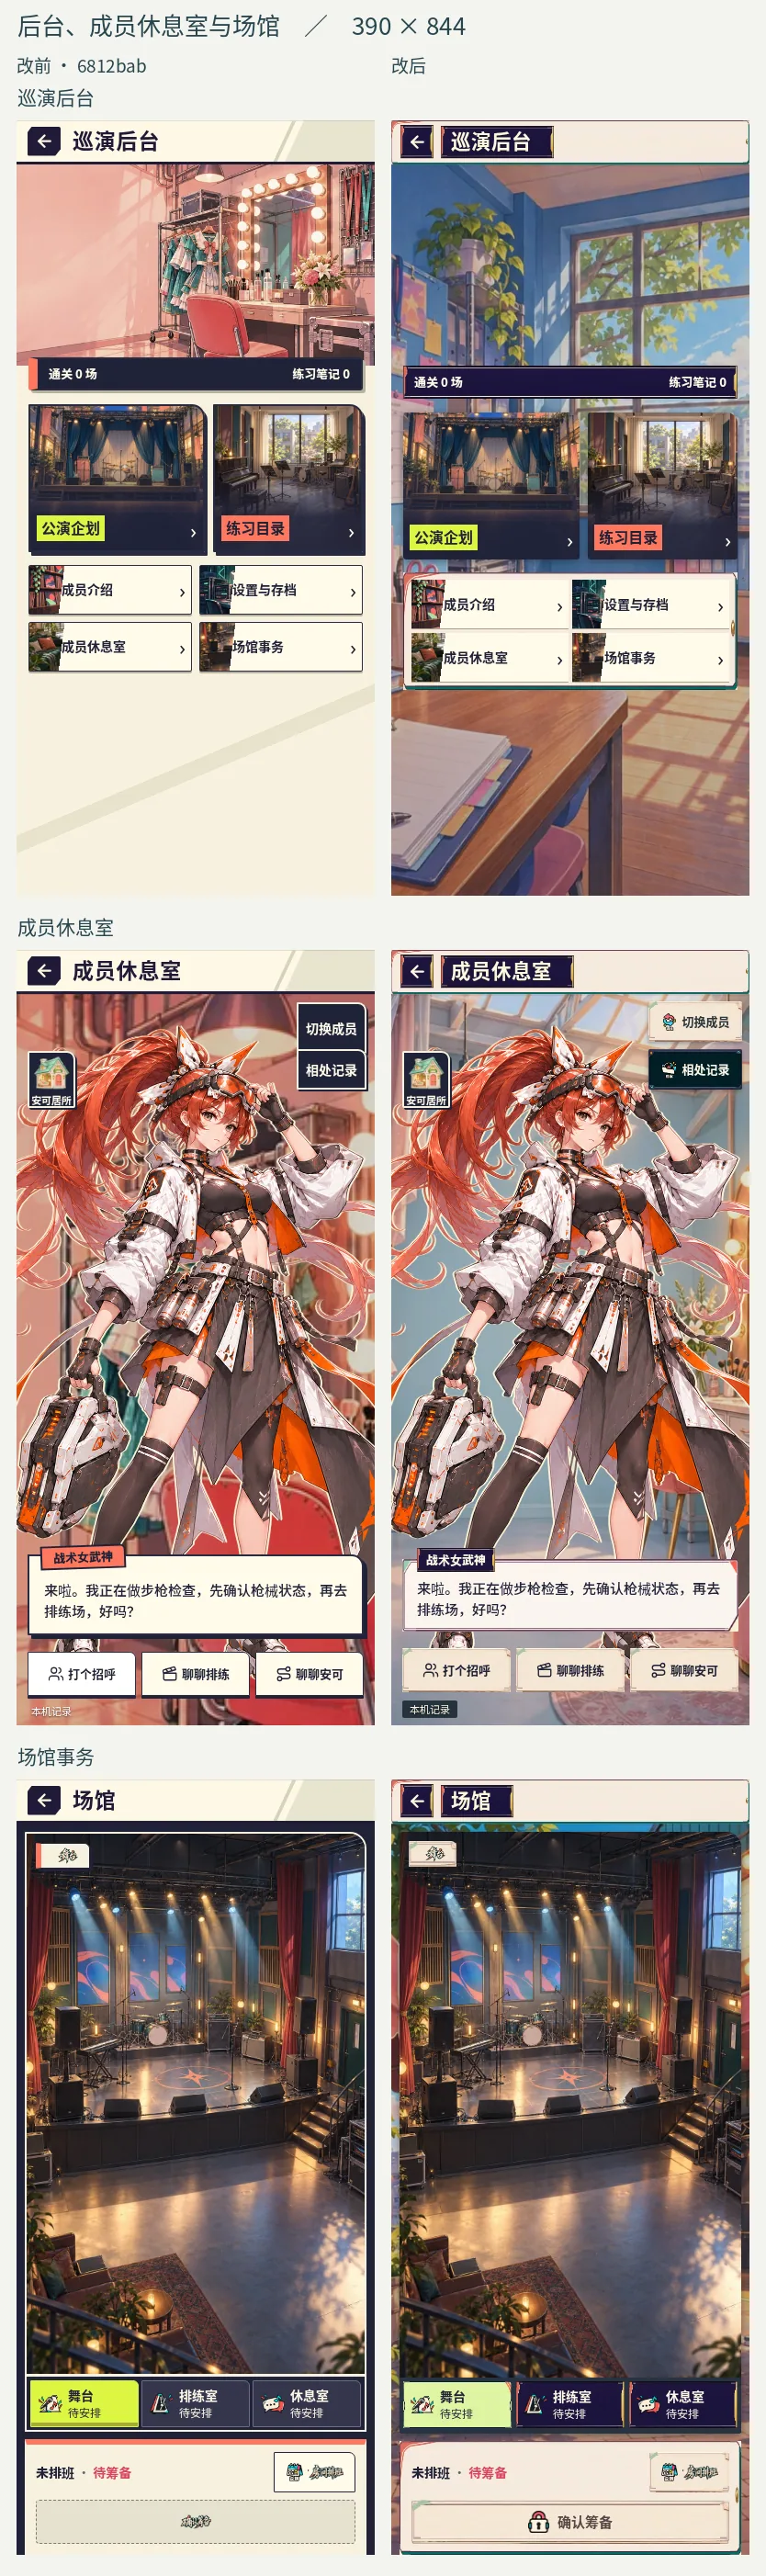 后台、成员休息室与场馆 ／ 390 × 844
改前 · 6812bab
改后
巡演后台
巡演后台
通关 0 场
练习笔记 0
公演企划
练习目录
成员介绍
设置与存档
成员休息室
场馆事务
巡演后台
通关 0 场
练习笔记 0
公演企划
练习目录
成员介绍
设置与存档
成员休息室
场馆事务
成员休息室
成员休息室
切换成员
相处记录
安可居所
战术女武神
来啦。我正在做步枪检查，先确认枪械状态，再去
排练场，好吗？
打个招呼
聊聊排练
聊聊安可
本机记录
成员休息室
切换成员
相处记录
安可居所
战术女武神
来啦。我正在做步枪检查，先确认枪械状态，再去
排练场，好吗？
打个招呼
聊聊排练
聊聊安可
本机记录
场馆事务
场馆
舞台
待安排
排练室
待安排
休息室
待安排
未排班 · 待筹备
场馆
舞台
待安排
排练室
待安排
休息室
待安排
未排班 · 待筹备
确认筹备